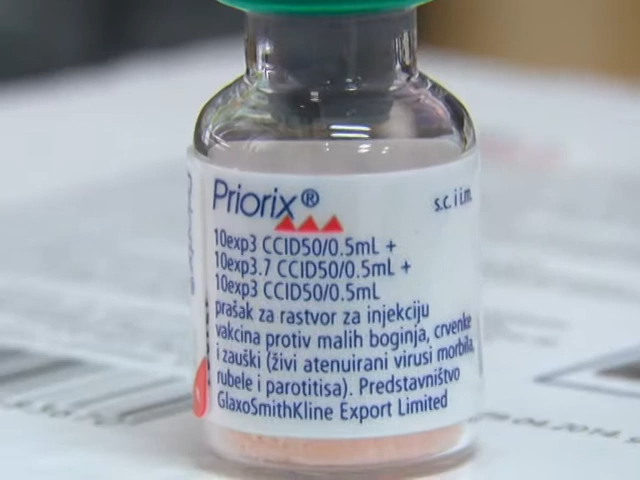 Priorix®
s.c. i i.m.
10exp3 CCID50/0.5mL +
10exp3.7 CCID50/0.5mL +
10exp3 CCID50/0.5mL
prašak za rastvor za injekciju
vakcina protiv malih boginja, crvenke
i zauški (živi atenuirani virusi morbila,
rubele i parotitisa). Predstavništvo
GlaxoSmithKline Export Limited